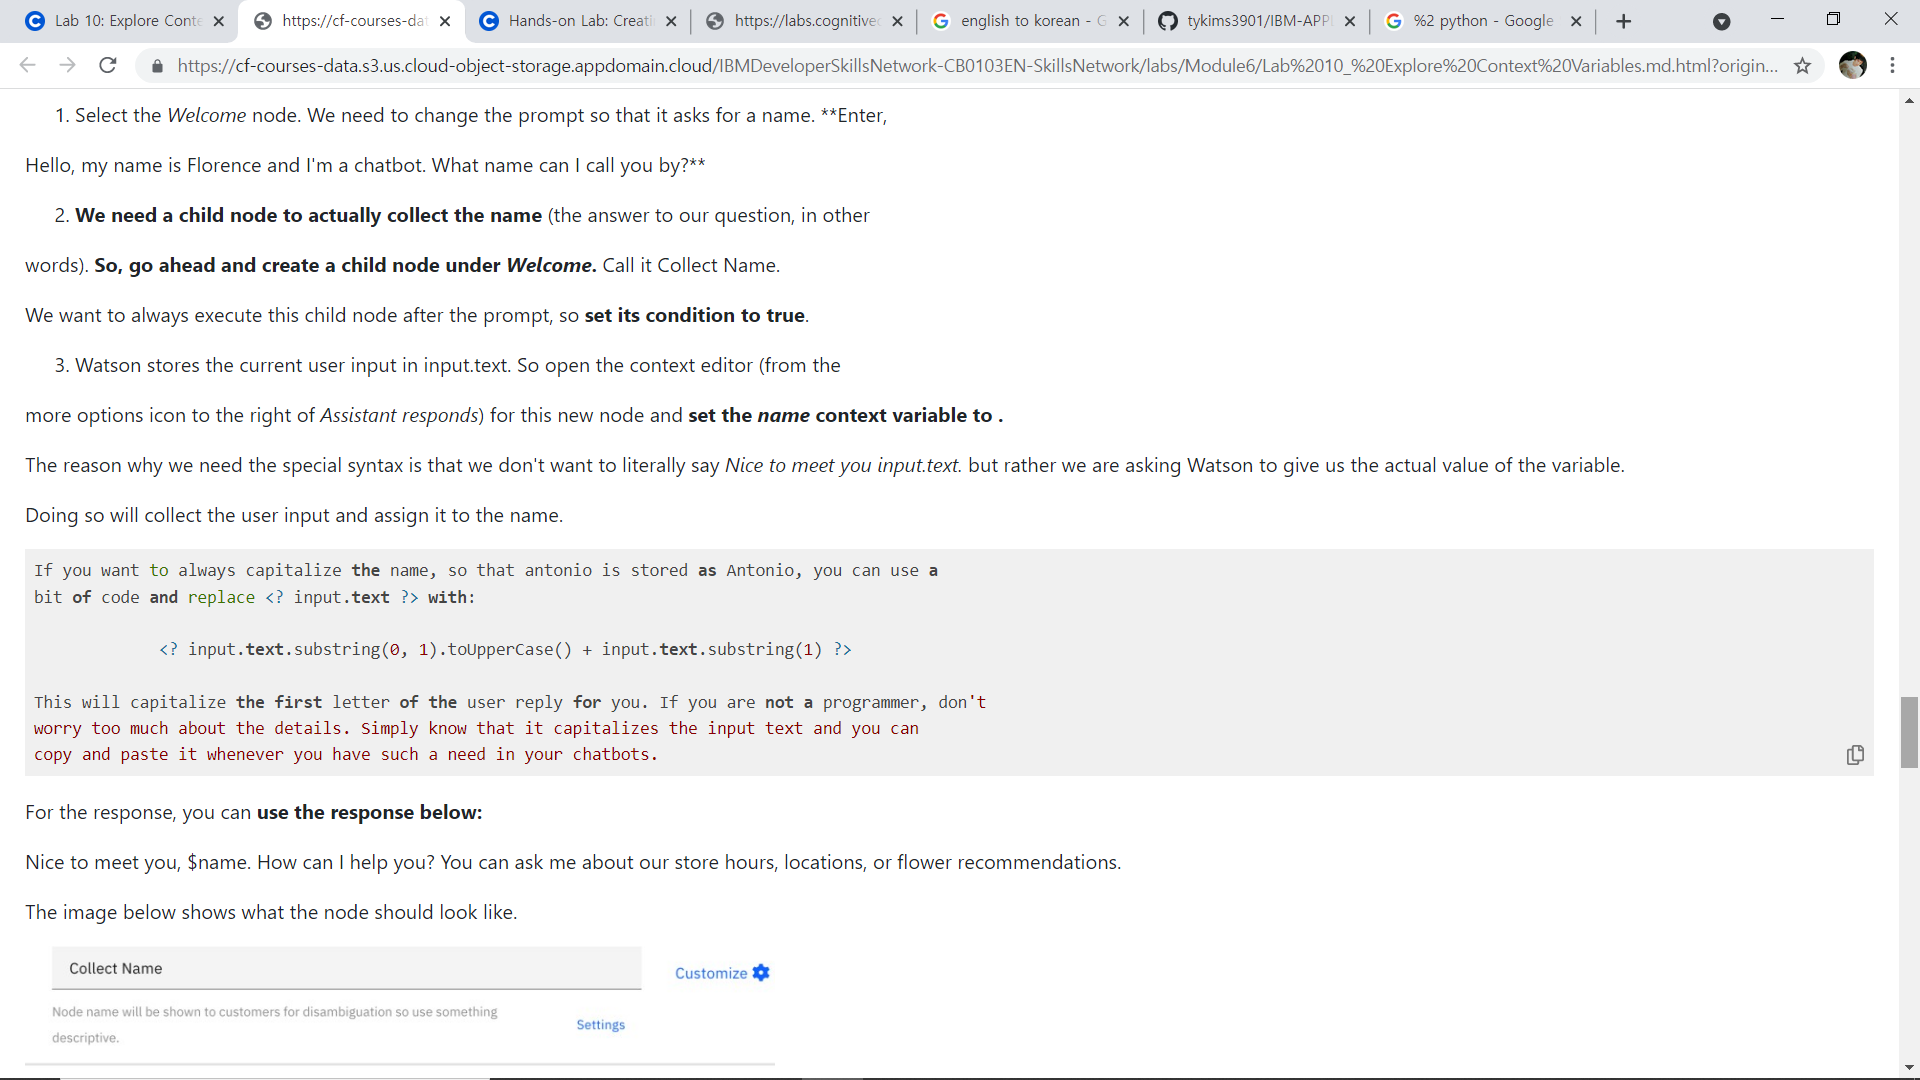 Lab 10: Explore Conte
https://cf-courses-dat
Hands-on Lab: Creati
https://labs.cognitivec
english to korean - G
tykims3901/IBM-APPL
%2 python - Google
https://cf-courses-data.s3.us.cloud-object-storage.appdomain.cloud/IBMDeveloperSkillsNetwork-CB0103EN-SkillsNetwork/labs/Module6/Lab%2010_%20Explore%20Context%20Variables.md.html?origin...
1. Select the Welcome node. We need to change the prompt so that it asks for a name. **Enter,
Hello, my name is Florence and I'm a chatbot. What name can I call you by?**
2. We need a child node to actually collect the name (the answer to our question, in other
words). So, go ahead and create a child node under Welcome. Call it Collect Name.
We want to always execute this child node after the prompt, so set its condition to true.
3. Watson stores the current user input in input.text. So open the context editor (from the
more options icon to the right of Assistant responds) for this new node and set the name context variable to .
The reason why we need the special syntax is that we don't want to literally say Nice to meet you input.text. but rather we are asking Watson to give us the actual value of the variable.
Doing so will collect the user input and assign it to the name.
If you want to always capitalize the name, so that antonio is stored as Antonio, you can use a
bit of code and replace <? input.text ?> with:
<? input.text.substring(0, 1).toUpperCase() + input.text.substring(1) ?>
This will capitalize the first letter of the user reply for you. If you are not a programmer, don't
worry too much about the details. Simply know that it capitalizes the input text and you can
copy and paste it whenever you have such a need in your chatbots.
For the response, you can use the response below:
Nice to meet you, $name. How can I help you? You can ask me about our store hours, locations, or flower recommendations.
The image below shows what the node should look like.
Collect Name
Customize
Node name will be shown to customers for disambiguation so use something
descriptive.
Settings